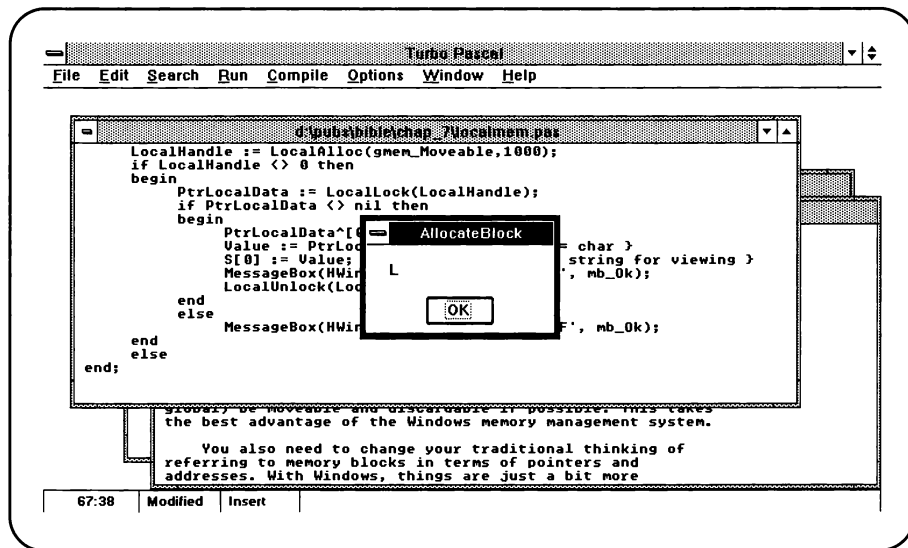 Turbo Pascal
File Edit Search Run Compile Options Window Help
d:\pubs\bible\chap_7\localmem.pas
LocalHandle := LocalAlloc(gmem_Moveable,1000);
if LocalHandle <> 0 then
begin
PtrLocalData := LocalLock(LocalHandle);
if PtrLocalData <> nil then
begin
PtrLocalData^[
Value := PtrLoc = char }
S[0] := Value; string for viewing }
MessageBox(HWin ', mb_Ok);
LocalUnlock(Loc
end
else
MessageBox(HWin F', mb_Ok);
end
else
end;
AllocateBlock
L
OK
global) be moveable and discardable if possible. This takes
the best advantage of the Windows memory management system.
You also need to change your traditional thinking of
referring to memory blocks in terms of pointers and
addresses. With Windows, things are just a bit more
67:38 Modified Insert